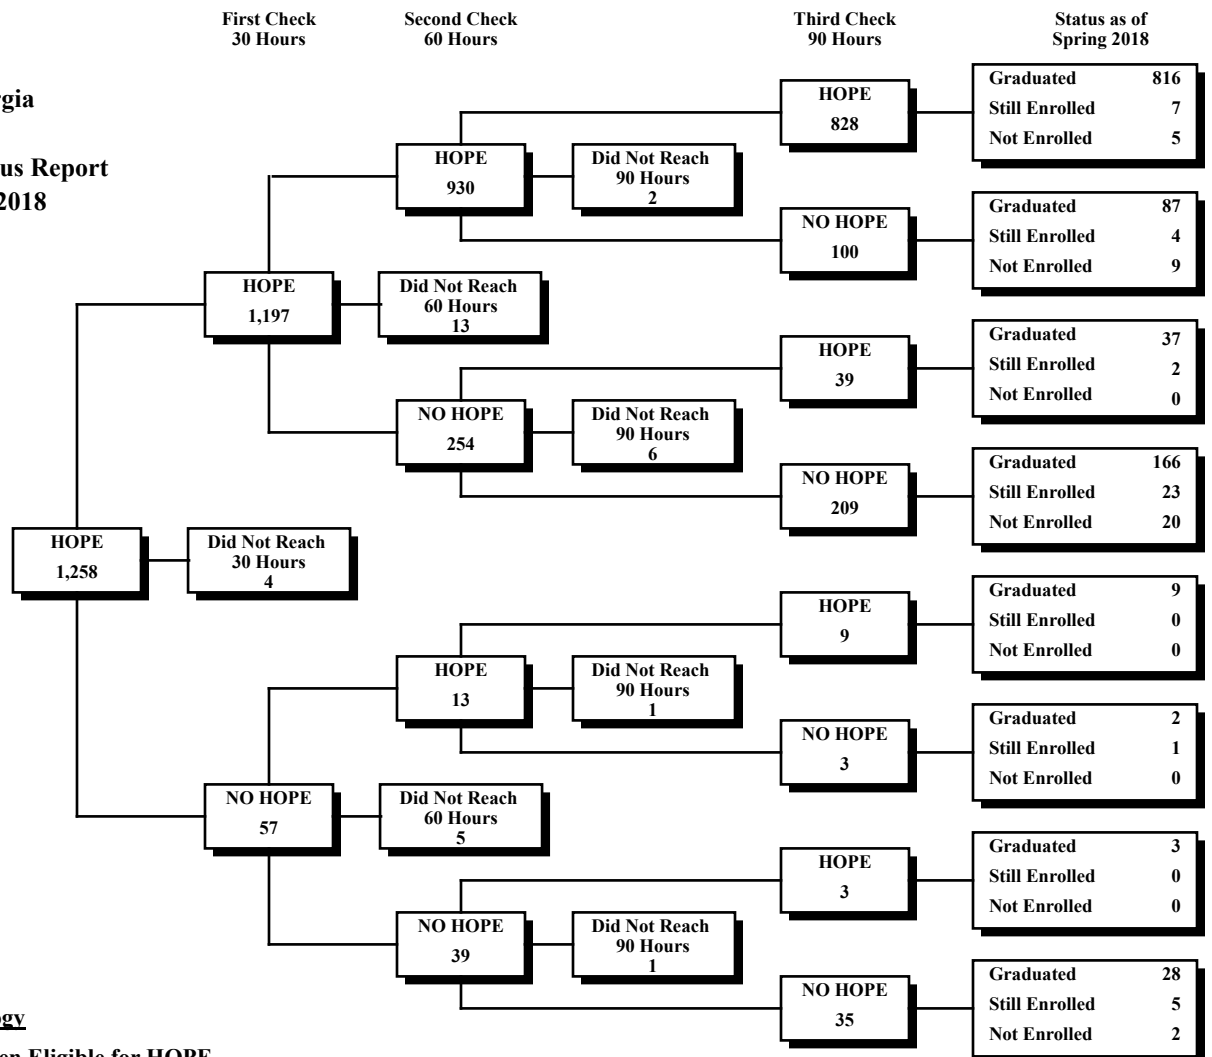 First Check
30 Hours
Second Check
60 Hours
Third Check
90 Hours
Status as of
Spring 2018
rgia
us Report
2018
HOPE
1,258
Did Not Reach
30 Hours
4
HOPE
1,197
Did Not Reach
60 Hours
13
NO HOPE
57
Did Not Reach
60 Hours
5
HOPE
930
Did Not Reach
90 Hours
2
NO HOPE
254
Did Not Reach
90 Hours
6
HOPE
13
Did Not Reach
90 Hours
1
NO HOPE
39
Did Not Reach
90 Hours
1
HOPE
828
Graduated 816
Still Enrolled 7
Not Enrolled 5
NO HOPE
100
Graduated 87
Still Enrolled 4
Not Enrolled 9
HOPE
39
Graduated 37
Still Enrolled 2
Not Enrolled 0
NO HOPE
209
Graduated 166
Still Enrolled 23
Not Enrolled 20
HOPE
9
Graduated 9
Still Enrolled 0
Not Enrolled 0
NO HOPE
3
Graduated 2
Still Enrolled 1
Not Enrolled 0
HOPE
3
Graduated 3
Still Enrolled 0
Not Enrolled 0
NO HOPE
35
Graduated 28
Still Enrolled 5
Not Enrolled 2
ogy
en Eligible for HOPE